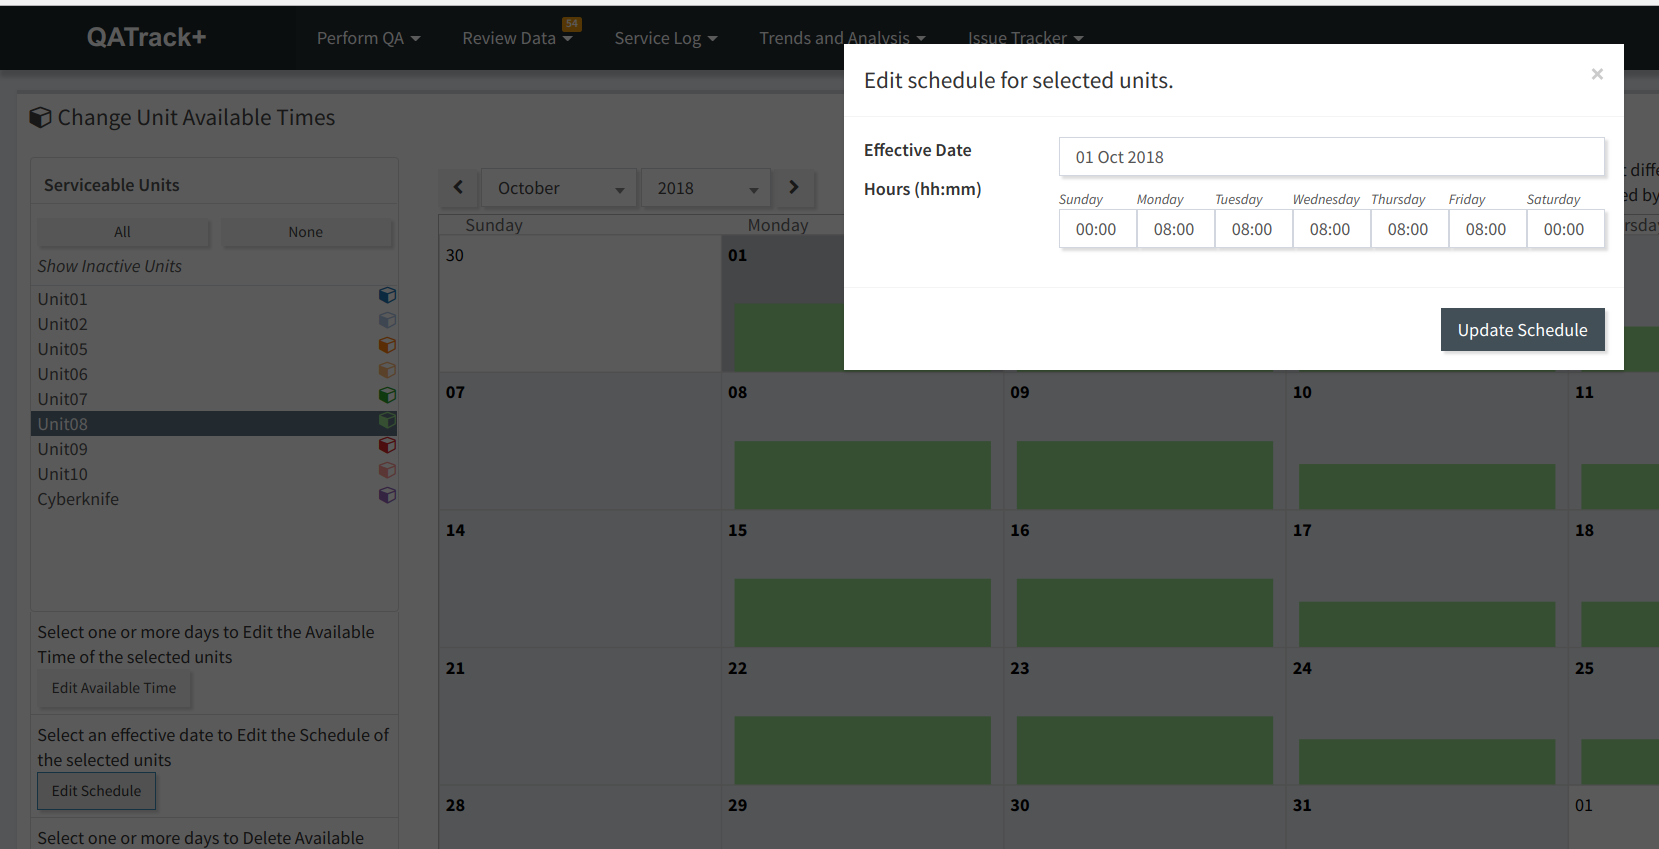 QATrack+
Perform QA
Review Data
54
Service Log
Trends and Analysis
Issue Tracker
Edit schedule for selected units.
×
Effective Date
01 Oct 2018
Hours (hh:mm)
Sunday Monday Tuesday Wednesday Thursday Friday Saturday
00:00 08:00 08:00 08:00 08:00 08:00 00:00
Update Schedule
Change Unit Available Times
Serviceable Units
All None
Show Inactive Units
Unit01
Unit02
Unit05
Unit06
Unit07
Unit08
Unit09
Unit10
Cyberknife
Select one or more days to Edit the Available
Time of the selected units
Edit Available Time
Select an effective date to Edit the Schedule of
the selected units
Edit Schedule
Select one or more days to Delete Available
October 2018
Sunday Monday
30 01
07 08 09 10 11
14 15 16 17 18
21 22 23 24 25
28 29 30 31 01